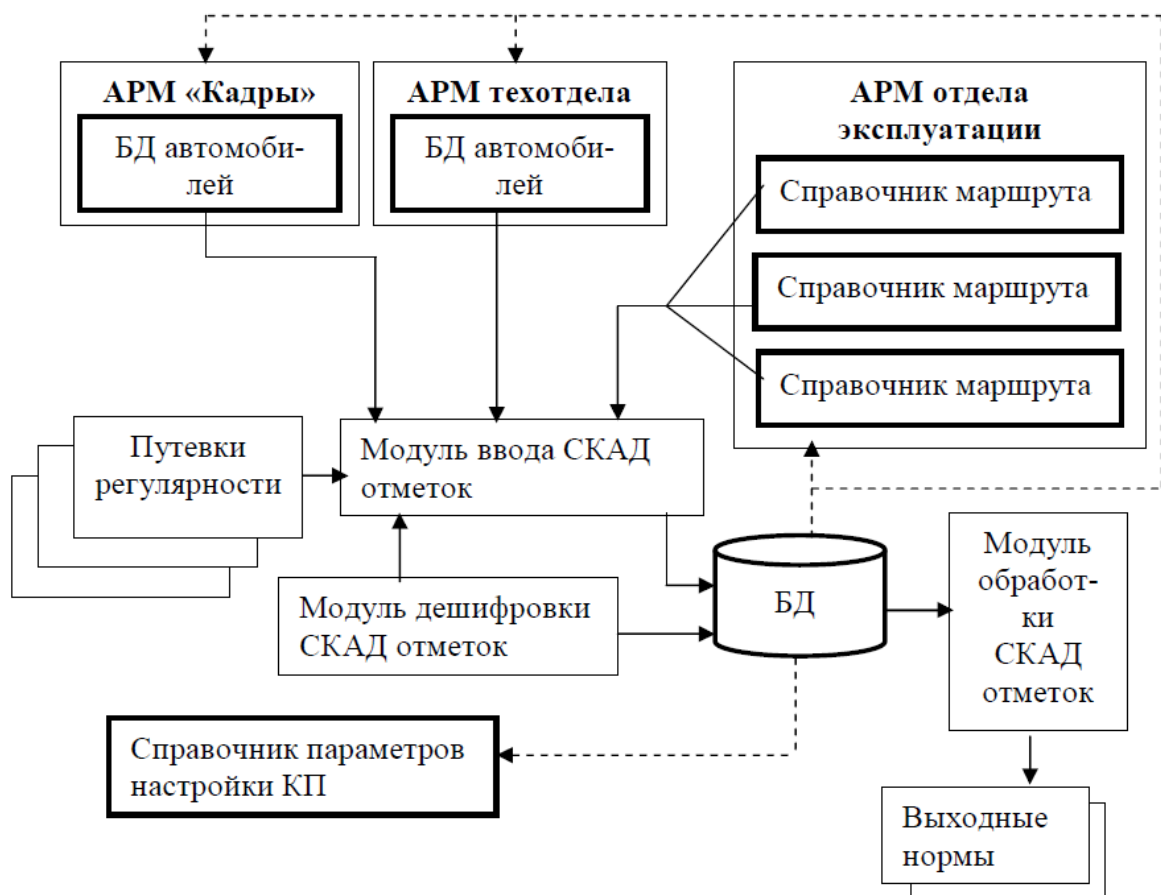 АРМ «Кадры»
БД автомоби-
лей
АРМ техотдела
БД автомоби-
лей
АРМ отдела
эксплуатации
Справочник маршрута
Справочник маршрута
Справочник маршрута
Путевки
регулярности
Модуль ввода СКАД
отметок
Модуль дешифровки
СКАД отметок
БД
Модуль
обработ-
ки
СКАД
отметок
Справочник параметров
настройки КП
Выходные
нормы